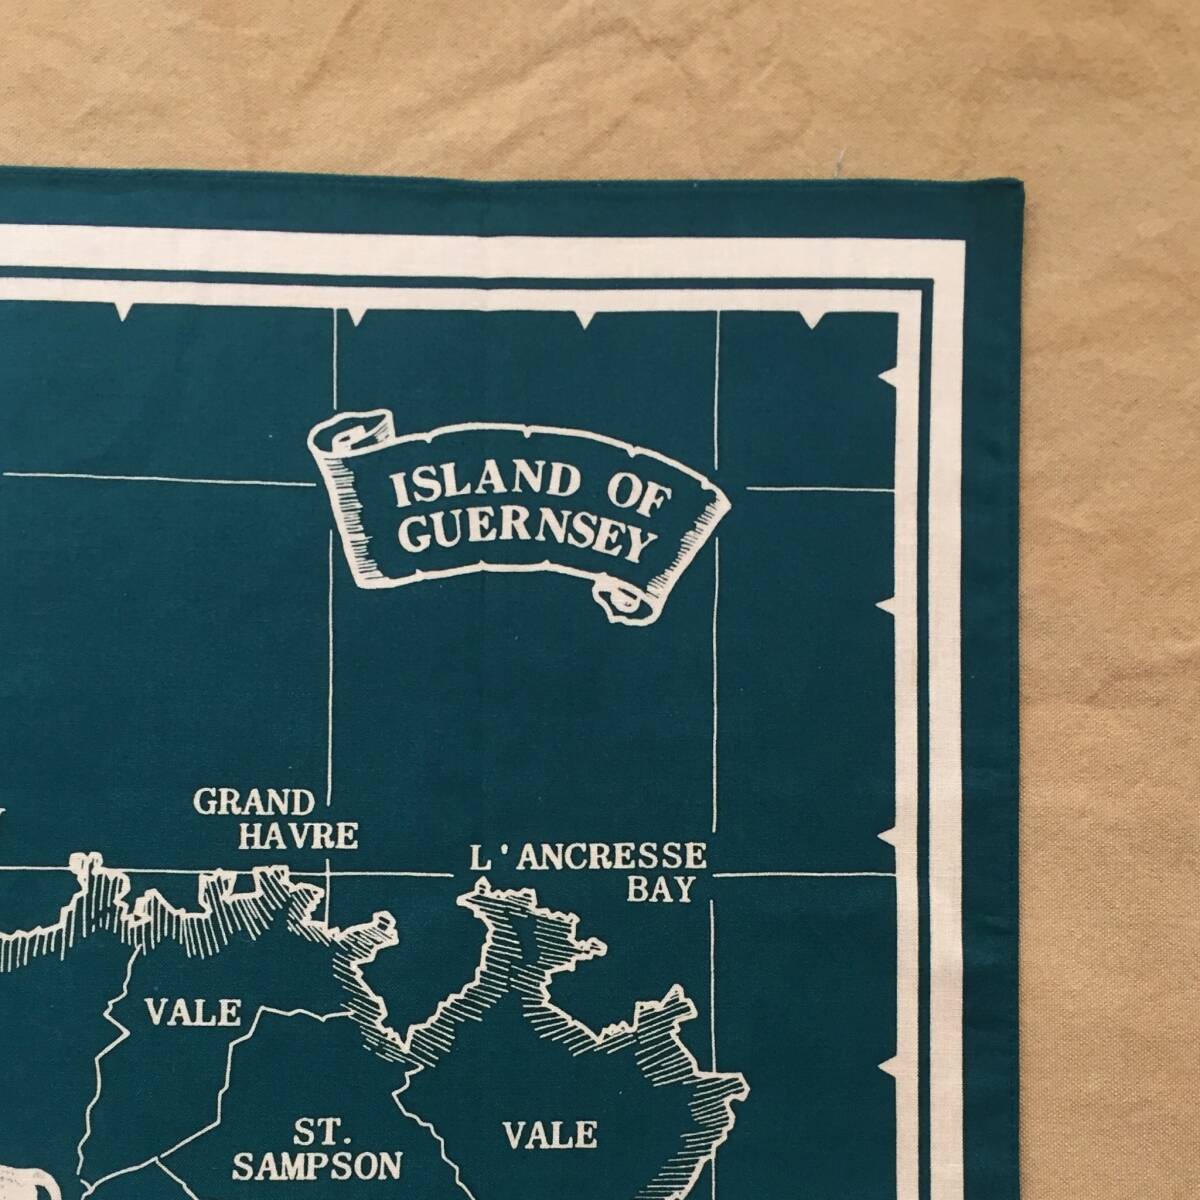 ISLAND OF
GUERNSEY
GRAND
HAVRE
L'ANCRESSE
BAY
VALE
ST.
SAMPSON
VALE